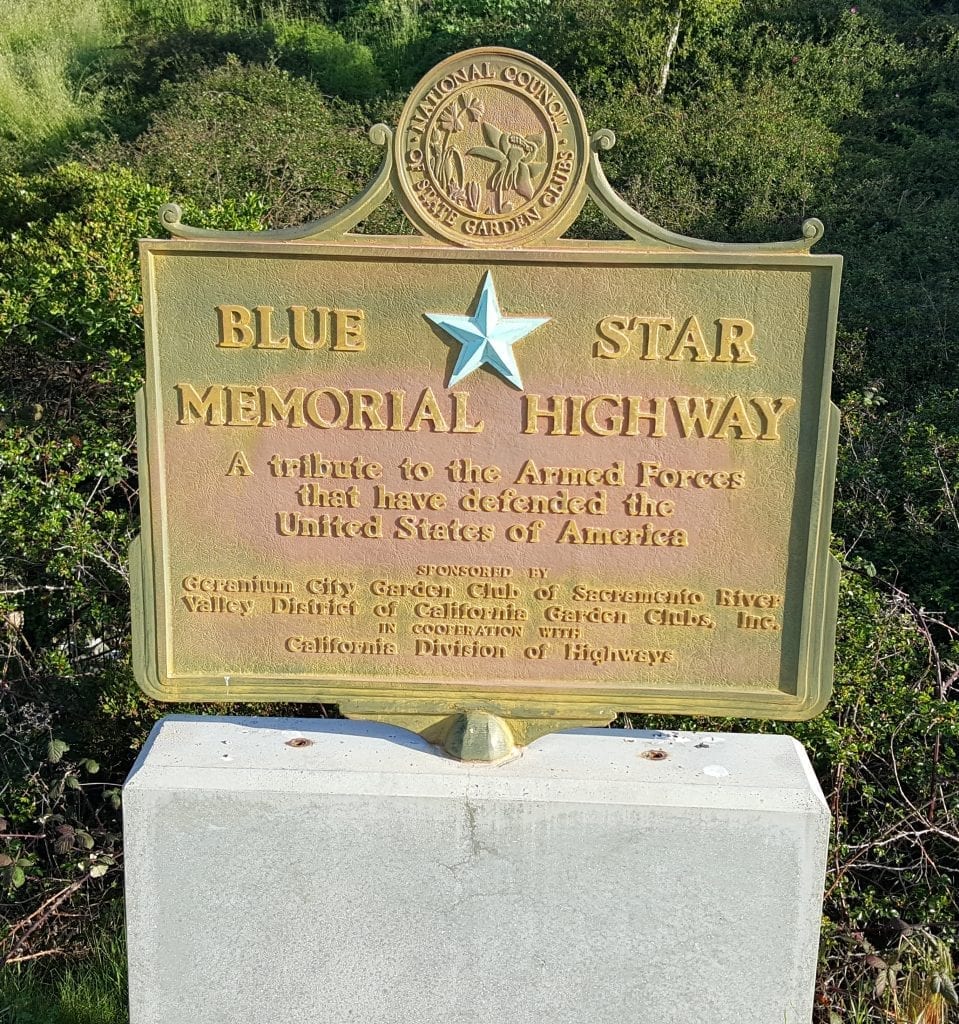 NATIONAL COUNCIL
OF STATE GARDEN CLUBS
BLUE STAR
MEMORIAL HIGHWAY
A tribute to the Armed Forces
that have defended the
United States of America
SPONSORED BY
Geranium City Garden Club of Sacramento River
Valley District of California Garden Clubs, Inc.
IN COOPERATION WITH
California Division of Highways